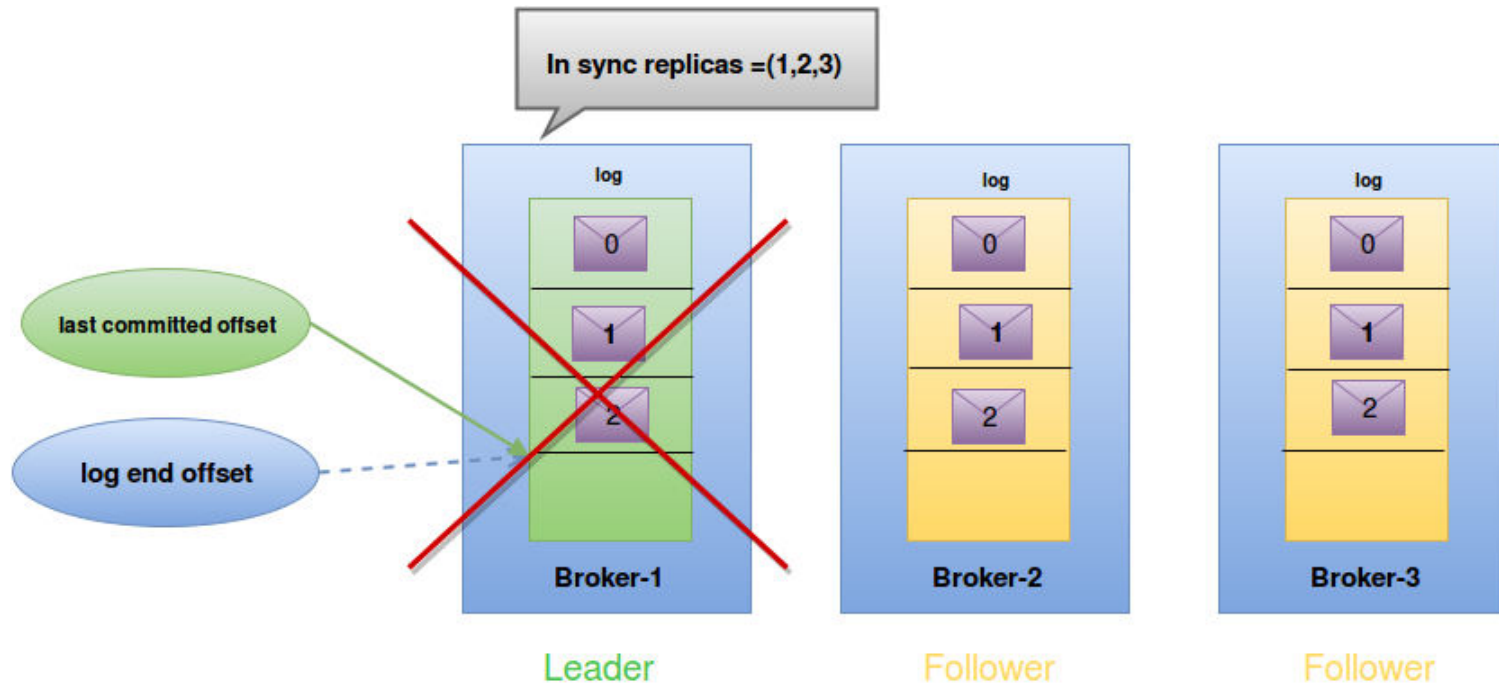 In sync replicas =(1,2,3)
log
log
log
0
0
0
last committed offset
1
1
1
2
2
2
log end offset
Broker-1
Broker-2
Broker-3
Leader
Follower
Follower